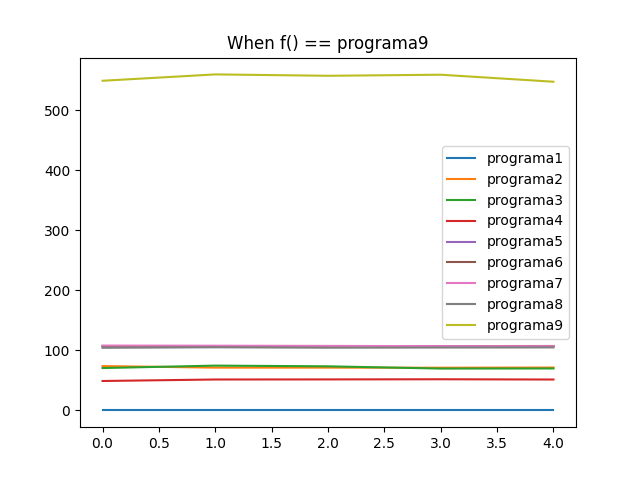 When f() == programa9
500
400
300
200
100
0
programa1
programa2
programa3
programa4
programa5
programa6
programa7
programa8
programa9
0.0 0.5 1.0 1.5 2.0 2.5 3.0 3.5 4.0